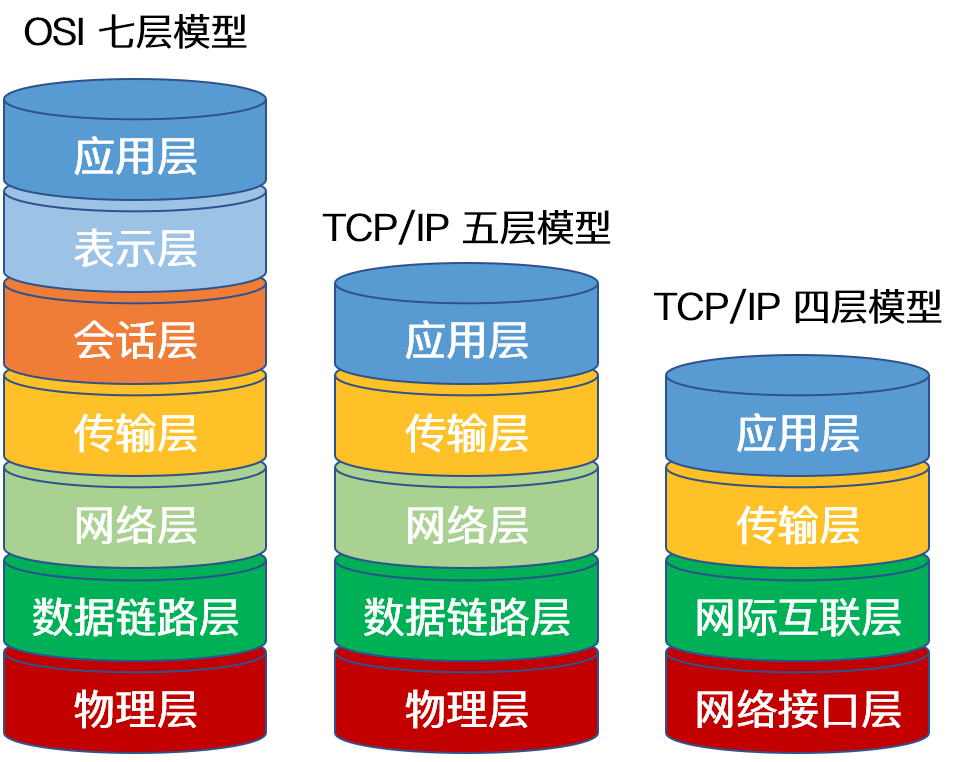 OSI 七层模型
应用层
表示层
会话层
传输层
网络层
数据链路层
物理层
TCP/IP 五层模型
应用层
传输层
网络层
数据链路层
物理层
TCP/IP 四层模型
应用层
传输层
网际互联层
网络接口层